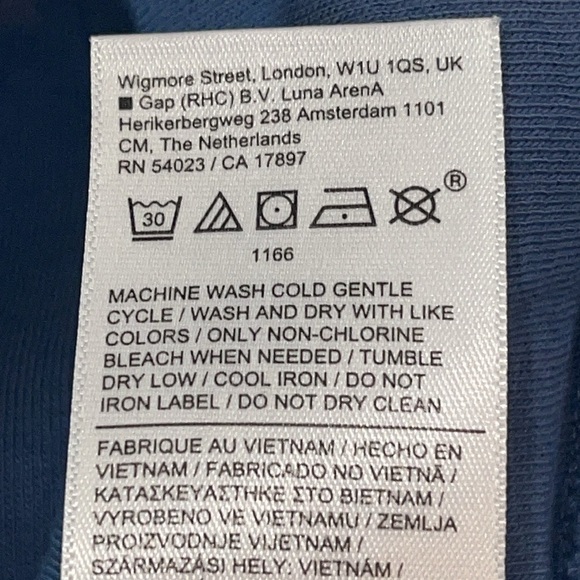 Wigmore Street, London, W1U 1QS, UK
■ Gap (RHC) B.V. Luna ArenA
Herikerbergweg 238 Amsterdam 1101
CM, The Netherlands
RN 54023 / CA 17897
30 ®
1166
MACHINE WASH COLD GENTLE
CYCLE / WASH AND DRY WITH LIKE
COLORS / ONLY NON-CHLORINE
BLEACH WHEN NEEDED / TUMBLE
DRY LOW / COOL IRON / DO NOT
IRON LABEL / DO NOT DRY CLEAN
FABRIQUE AU VIETNAM / HECHO EN
VIETNAM / FABRICADO NO VIETNÃ /
ΚΑΤΑΣΚΕΥΑΣΤΗΚΕ ΣΤΟ ΒΙΕΤΝΑΜ /
VYROBENO VE VIETNAMU / ZEMLJA
PROIZVODNJE VIJETNAM /
SZÁRMAZÁSI HELY: VIETNÁM /